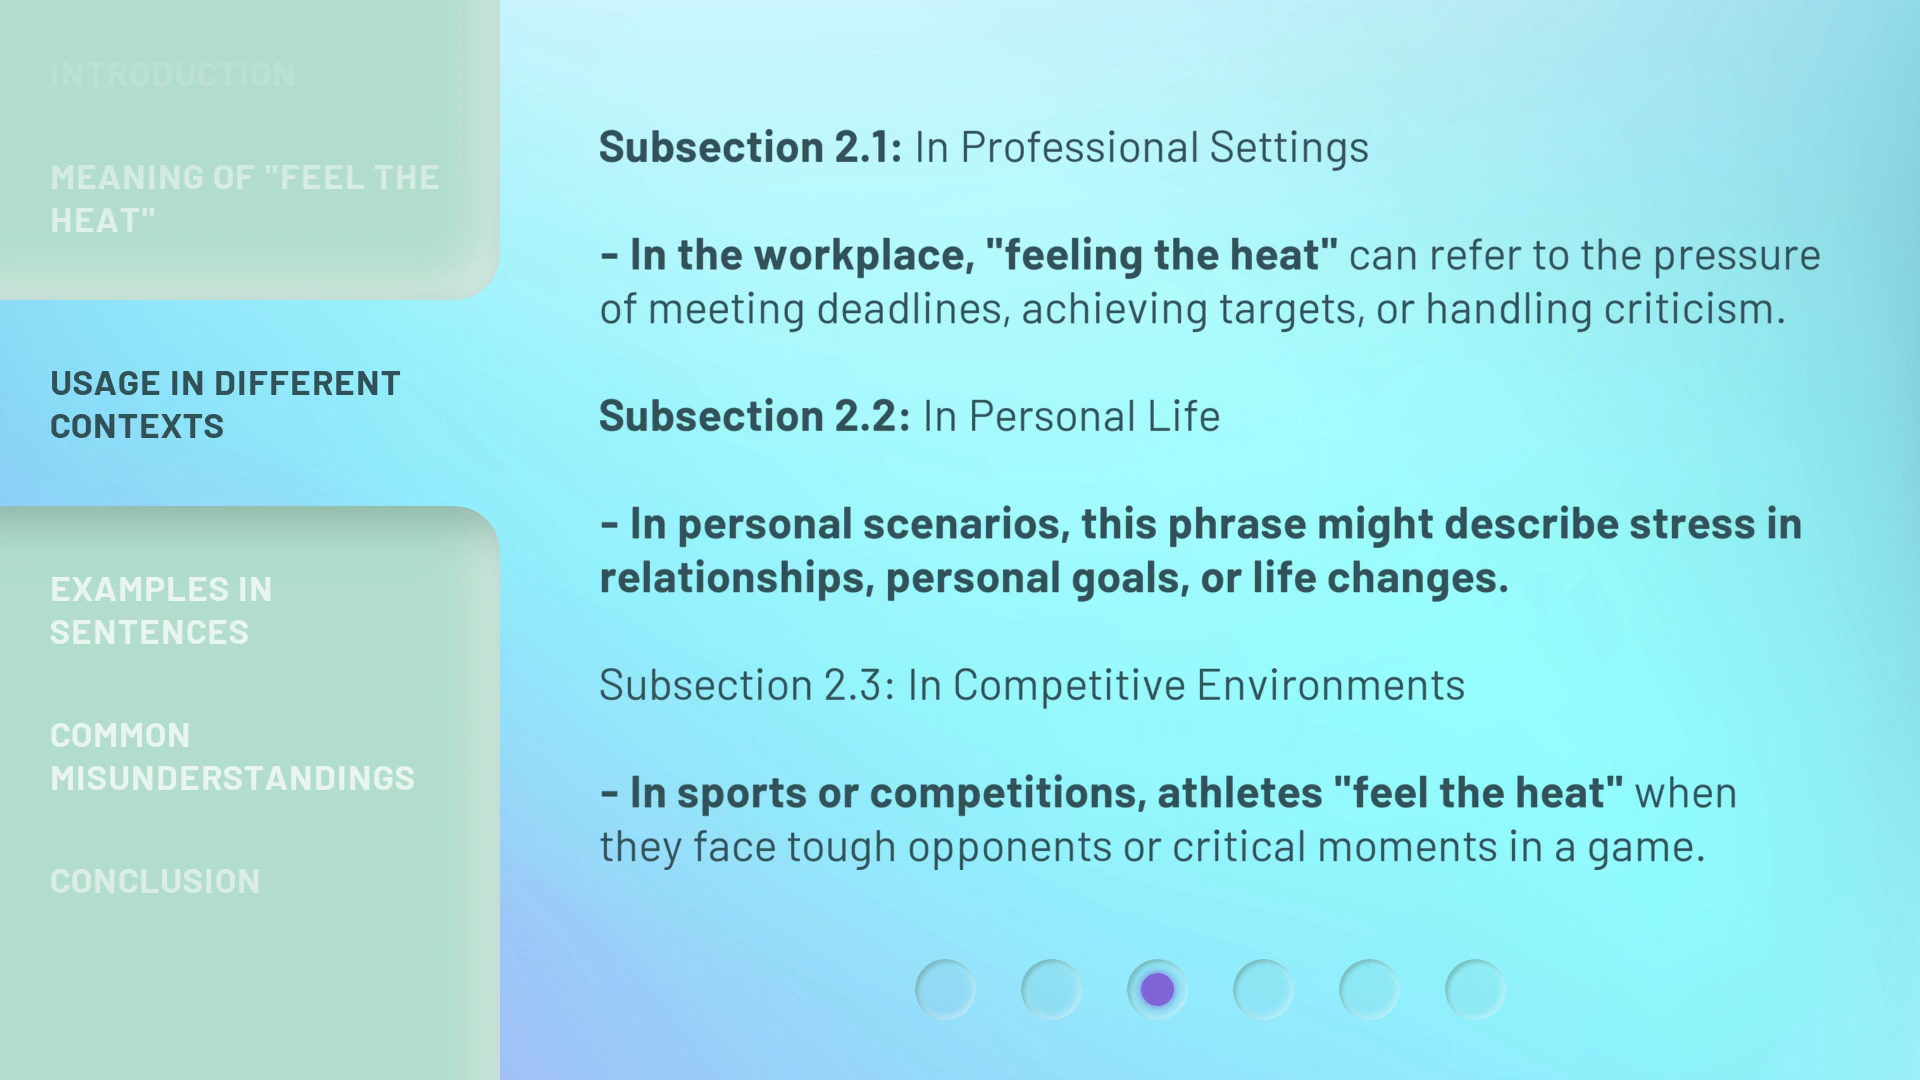 INTRODUCTION
MEANING OF "FEEL THE
HEAT"
USAGE IN DIFFERENT
CONTEXTS
EXAMPLES IN
SENTENCES
COMMON
MISUNDERSTANDINGS
CONCLUSION
Subsection 2.1: In Professional Settings
- In the workplace, "feeling the heat" can refer to the pressure
of meeting deadlines, achieving targets, or handling criticism.
Subsection 2.2: In Personal Life
- In personal scenarios, this phrase might describe stress in
relationships, personal goals, or life changes.
Subsection 2.3: In Competitive Environments
- In sports or competitions, athletes "feel the heat" when
they face tough opponents or critical moments in a game.